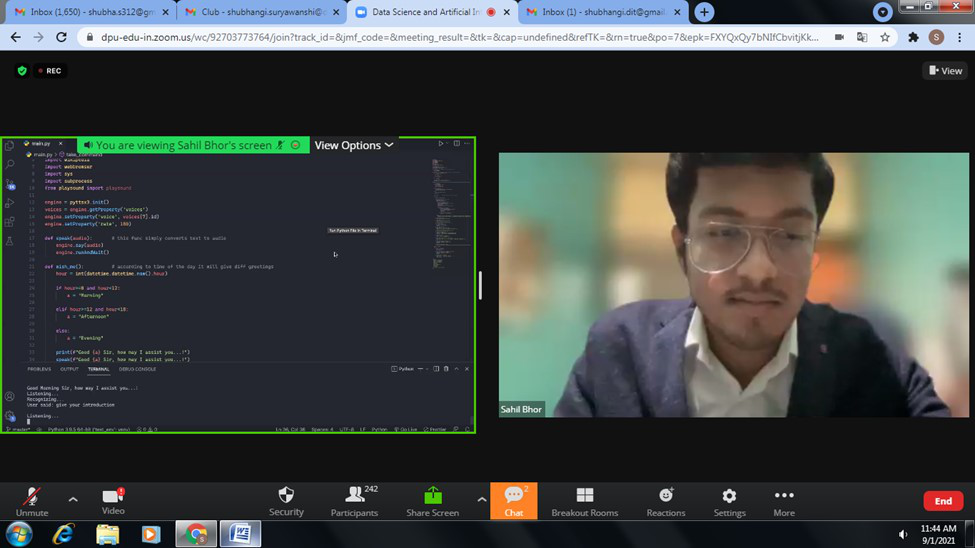 Inbox (1,650) - shubha.s312@gm
Club - shubhangi.suryawanshi@d
Data Science and Artificial In
Inbox (1) - shubhangi.dit@gmail.
dpu-edu-in.zoom.us/wc/92703773764/join?track_id=&jmf_code=&meeting_result=&tk=&cap=undefined&refTK=&rn=true&po=7&epk=
S
REC
View
You are viewing Sahil Bhor's screen
View Options
main.py
import wikipedia
import webbrowser
import sys
import subprocess
from playsound import playsound
engine = pyttsx3.init()
voices = engine.getProperty('voices')
engine.setProperty('voice', voices[7].id)
engine.setProperty('rate', 150)
Run Python File in Terminal
def speak(audio): # this func simply converts text to audio
engine.say(audio)
engine.runAndWait()
def wish_me(): # according to time of the day it will give diff greetings
hour = int(datetime.datetime.now().hour)
if hour>=0 and hour<12:
a = "Morning"
elif hour>=12 and hour<18:
a = "Afternoon"
else:
a = "Evening"
print(f"Good {a} Sir, how may I assist you...!")
speak(f"Good {a} Sir, how may I assist you...!")
PROBLEMS OUTPUT TERMINAL DEBUG CONSOLE
Python
Good Morning Sir, how may I assist you...!
Listening...
Recognizing...
User said: give your introduction
Listening...
Sahil Bhor
Unmute
Video
Security
242
Participants
Share Screen
2
Chat
Breakout Rooms
Reactions
Settings
More
End
11:44 AM
9/1/2021